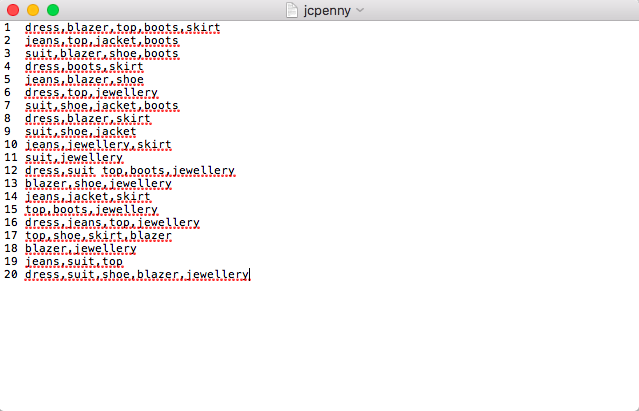 jcpenny
1 dress,blazer,top,boots,skirt
2 jeans,top,jacket,boots
3 suit,blazer,shoe,boots
4 dress,boots,skirt
5 jeans,blazer,shoe
6 dress,top,jewellery
7 suit,shoe,jacket,boots
8 dress,blazer,skirt
9 suit,shoe,jacket
10 jeans,jewellery,skirt
11 suit,jewellery
12 dress,suit top,boots,jewellery
13 blazer,shoe,jewellery
14 jeans,jacket,skirt
15 top,boots,jewellery
16 dress,jeans,top,jewellery
17 top,shoe,skirt,blazer
18 blazer,jewellery
19 jeans,suit,top
20 dress,suit,shoe,blazer,jewellery